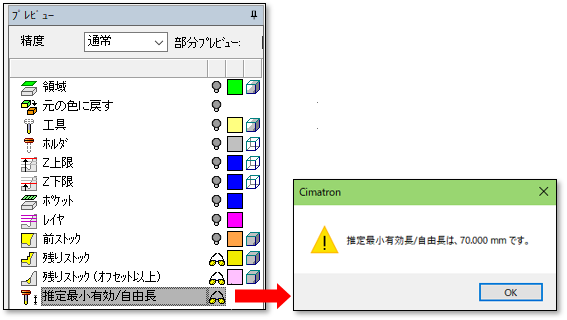 プレビュー
精度 通常 部分プレビュー:
領域
元の色に戻す
工具
ホルダ
Z上限
Z下限
ポケット
レイヤ
前ストック
残りストック
残りストック(オフセット以上)
推定最小有効/自由長
Cimatron
推定最小有効長/自由長は、70.000 mm です。
OK